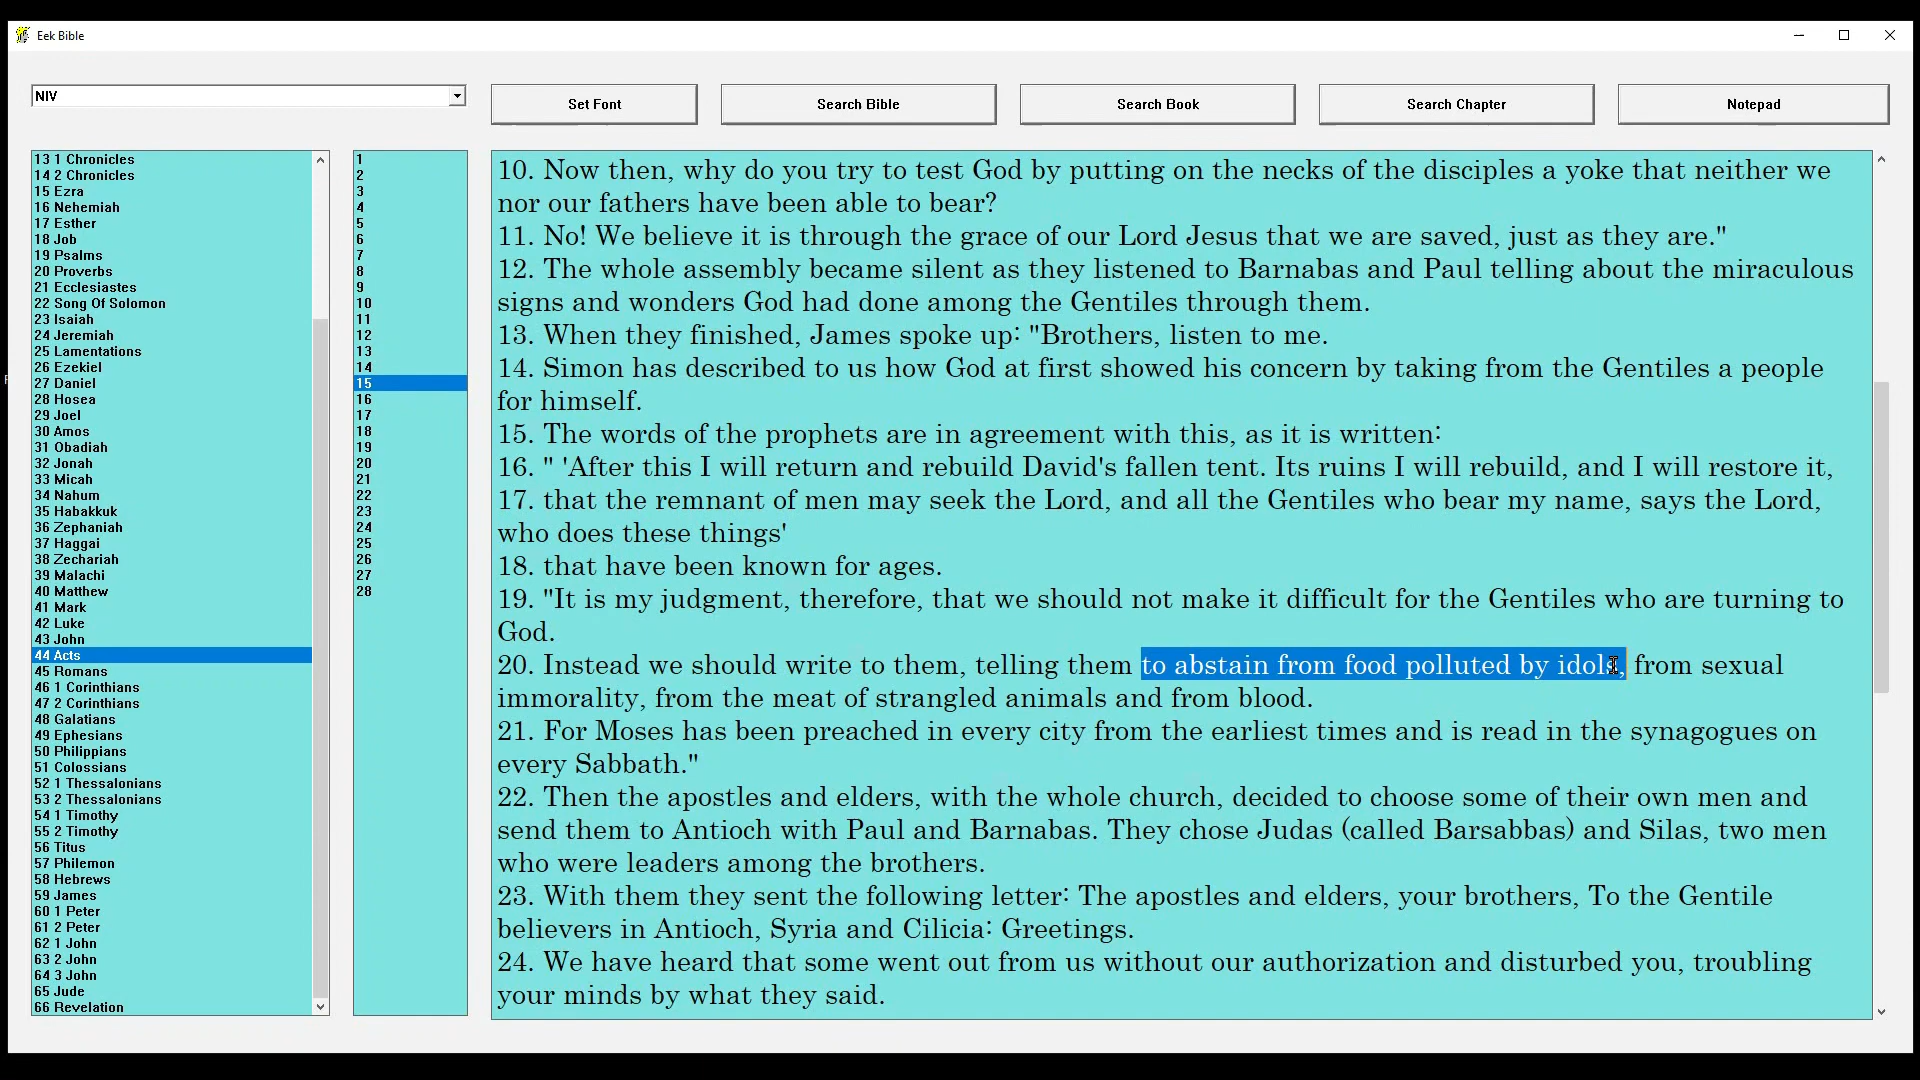 Eek Bible
NIV
Set Font
Search Bible
Search Book
Search Chapter
Notepad
13 1 Chronicles
14 2 Chronicles
15 Ezra
16 Nehemiah
17 Esther
18 Job
19 Psalms
20 Proverbs
21 Ecclesiastes
22 Song Of Solomon
23 Isaiah
24 Jeremiah
25 Lamentations
26 Ezekiel
27 Daniel
28 Hosea
29 Joel
30 Amos
31 Obadiah
32 Jonah
33 Micah
34 Nahum
35 Habakkuk
36 Zephaniah
37 Haggai
38 Zechariah
39 Malachi
40 Matthew
41 Mark
42 Luke
43 John
44 Acts
45 Romans
46 1 Corinthians
47 2 Corinthians
48 Galatians
49 Ephesians
50 Philippians
51 Colossians
52 1 Thessalonians
53 2 Thessalonians
54 1 Timothy
55 2 Timothy
56 Titus
57 Philemon
58 Hebrews
59 James
60 1 Peter
61 2 Peter
62 1 John
63 2 John
64 3 John
65 Jude
66 Revelation
1
2
3
4
5
6
7
8
9
10
11
12
13
14
15
16
17
18
19
20
21
22
23
24
25
26
27
28
10. Now then, why do you try to test God by putting on the necks of the disciples a yoke that neither we
nor our fathers have been able to bear?
11. No! We believe it is through the grace of our Lord Jesus that we are saved, just as they are."
12. The whole assembly became silent as they listened to Barnabas and Paul telling about the miraculous
signs and wonders God had done among the Gentiles through them.
13. When they finished, James spoke up: "Brothers, listen to me.
14. Simon has described to us how God at first showed his concern by taking from the Gentiles a people
for himself.
15. The words of the prophets are in agreement with this, as it is written:
16. " 'After this I will return and rebuild David's fallen tent. Its ruins I will rebuild, and I will restore it,
17. that the remnant of men may seek the Lord, and all the Gentiles who bear my name, says the Lord,
who does these things'
18. that have been known for ages.
19. "It is my judgment, therefore, that we should not make it difficult for the Gentiles who are turning to
God.
20. Instead we should write to them, telling them to abstain from food polluted by idols, from sexual
immorality, from the meat of strangled animals and from blood.
21. For Moses has been preached in every city from the earliest times and is read in the synagogues on
every Sabbath."
22. Then the apostles and elders, with the whole church, decided to choose some of their own men and
send them to Antioch with Paul and Barnabas. They chose Judas (called Barsabbas) and Silas, two men
who were leaders among the brothers.
23. With them they sent the following letter: The apostles and elders, your brothers, To the Gentile
believers in Antioch, Syria and Cilicia: Greetings.
24. We have heard that some went out from us without our authorization and disturbed you, troubling
your minds by what they said.